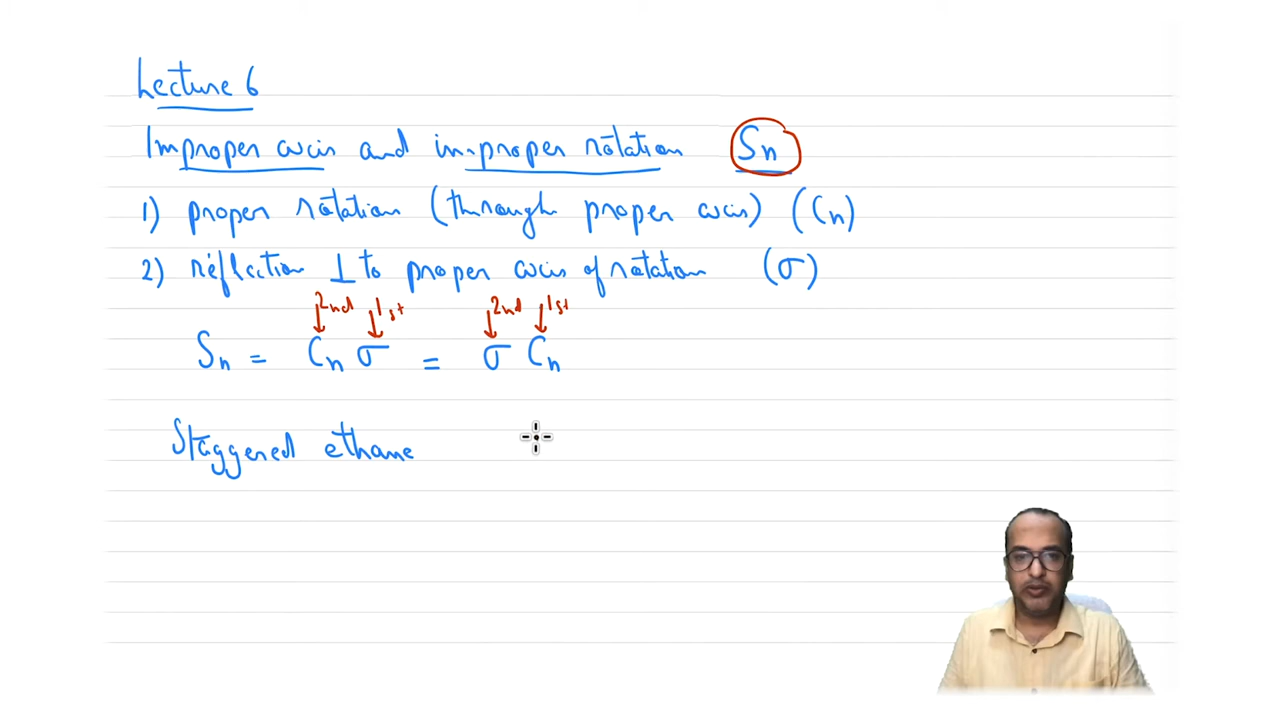 Lecture 6
Improper axis and improper rotation Sn
1) proper rotation (through proper axis) (Cn)
2) reflection ⊥ to proper axis of rotation (σ)
2nd 1st 2nd 1st
Sn = Cn σ = σ Cn
Staggered ethane